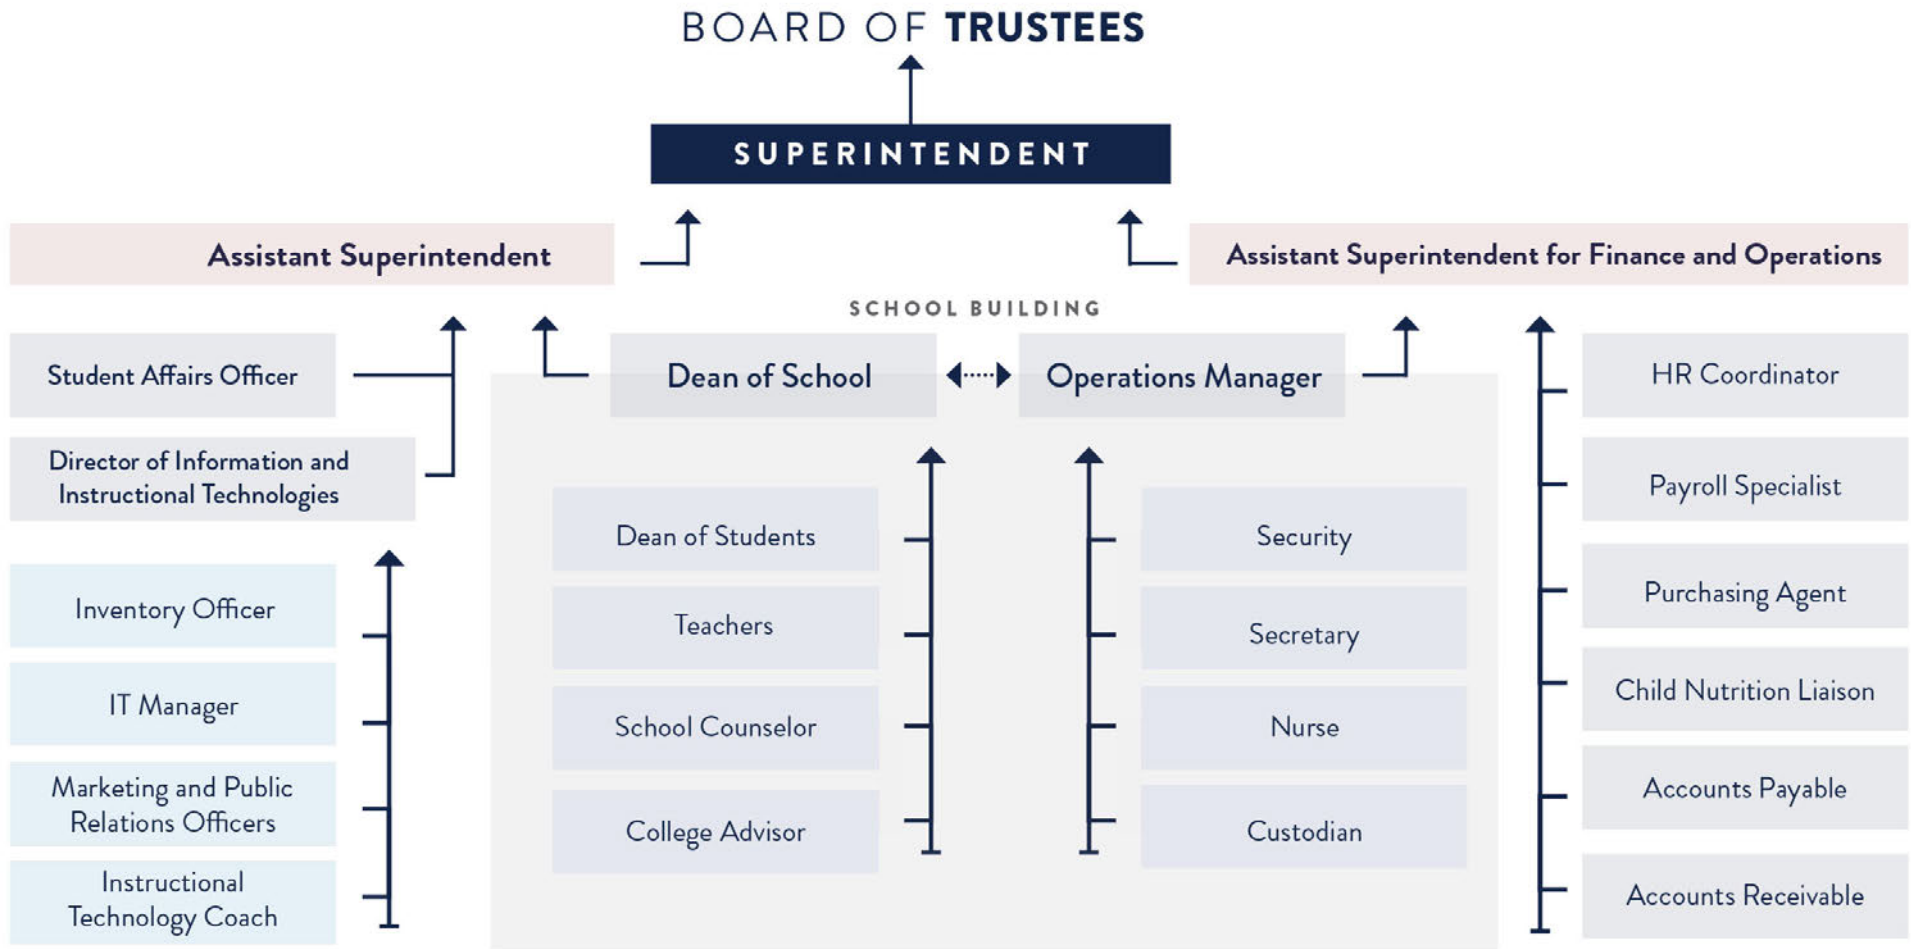 BOARD OF TRUSTEES
SUPERINTENDENT
Assistant Superintendent
Assistant Superintendent for Finance and Operations
SCHOOL BUILDING
Student Affairs Officer
Director of Information and
Instructional Technologies
Inventory Officer
IT Manager
Marketing and Public
Relations Officers
Instructional
Technology Coach
Dean of School
Dean of Students
Teachers
School Counselor
College Advisor
Operations Manager
Security
Secretary
Nurse
Custodian
HR Coordinator
Payroll Specialist
Purchasing Agent
Child Nutrition Liaison
Accounts Payable
Accounts Receivable